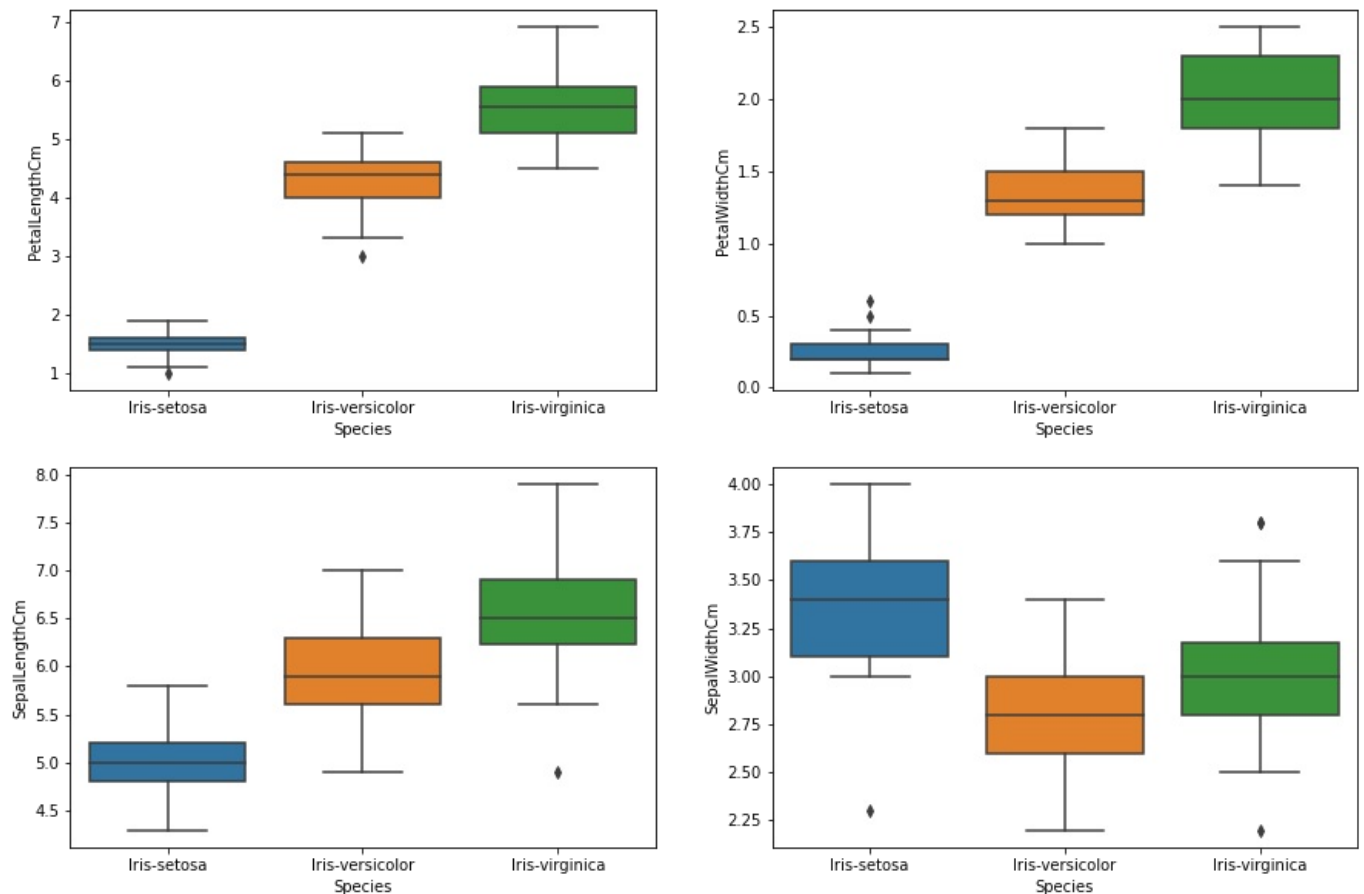 7
6
5
4
3
2
1
PetalLengthCm
Iris-setosa Iris-versicolor Iris-virginica
Species
2.5
2.0
1.5
1.0
0.5
0.0
PetalWidthCm
Iris-setosa Iris-versicolor Iris-virginica
Species
8.0
7.5
7.0
6.5
6.0
5.5
5.0
4.5
SepalLengthCm
Iris-setosa Iris-versicolor Iris-virginica
Species
4.00
3.75
3.50
3.25
3.00
2.75
2.50
2.25
SepalWidthCm
Iris-setosa Iris-versicolor Iris-virginica
Species